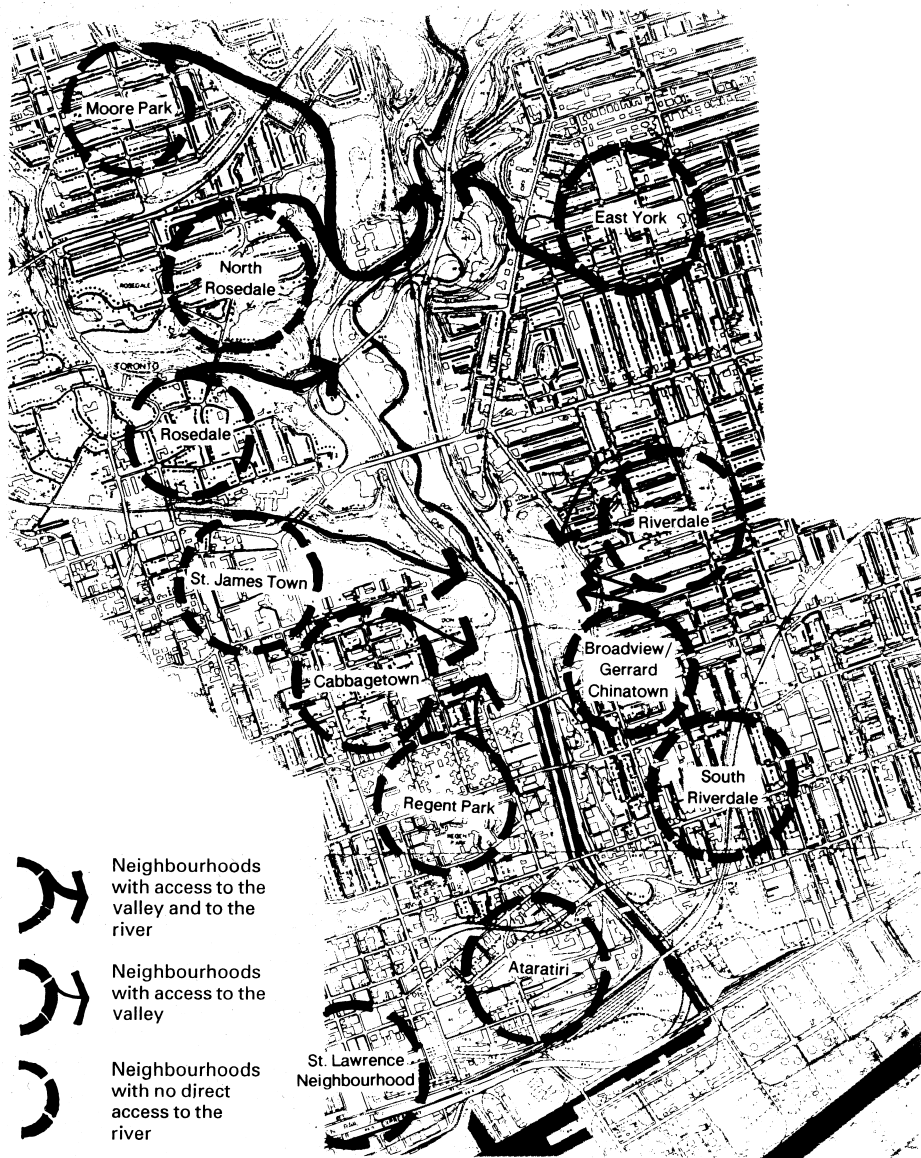 Moore Park
East York
North
Rosedale
ROSEDALE
TORONTO
Rosedale
Riverdale
St. James Town
Broadview/
Gerrard
Chinatown
Cabbagetown
South
Riverdale
Regent Park
Ataratiri
St. Lawrence
Neighbourhood
Neighbourhoods
with access to the
valley and to the
river
Neighbourhoods
with access to the
valley
Neighbourhoods
with no direct
access to the
river